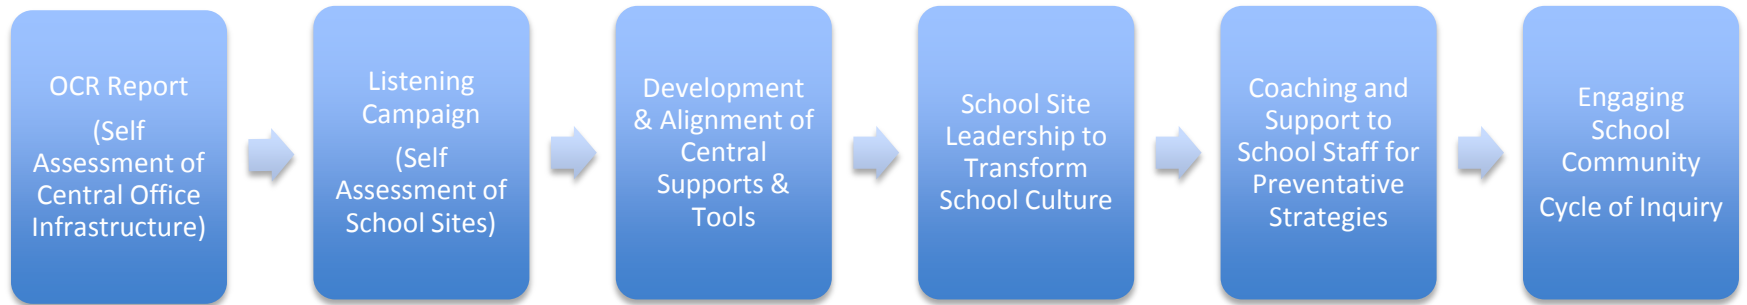 OCR Report
(Self
Assessment of
Central Office
Infrastructure)
Listening
Campaign
(Self
Assessment of
School Sites)
Development
& Alignment of
Central
Supports &
Tools
School Site
Leadership to
Transform
School Culture
Coaching and
Support to
School Staff for
Preventative
Strategies
Engaging
School
Community
Cycle of Inquiry